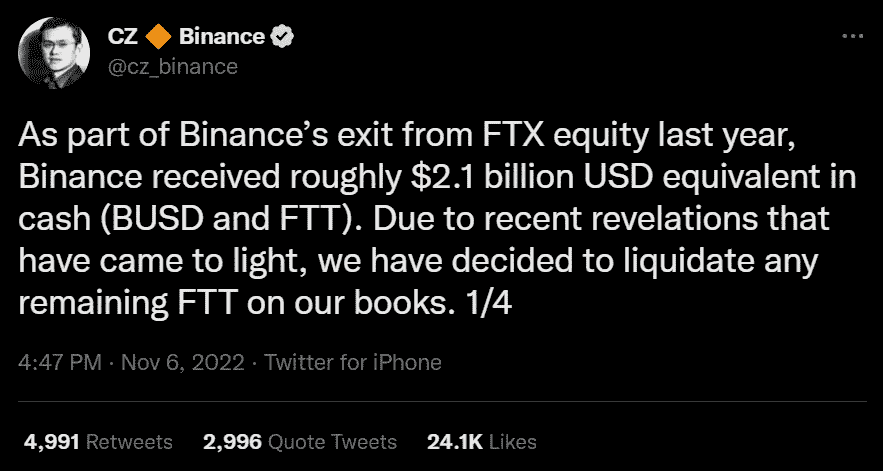 CZ 🔶 Binance
@cz_binance
As part of Binance’s exit from FTX equity last year,
Binance received roughly $2.1 billion USD equivalent in
cash (BUSD and FTT). Due to recent revelations that
have came to light, we have decided to liquidate any
remaining FTT on our books. 1/4
4:47 PM · Nov 6, 2022 · Twitter for iPhone
4,991 Retweets 2,996 Quote Tweets 24.1K Likes